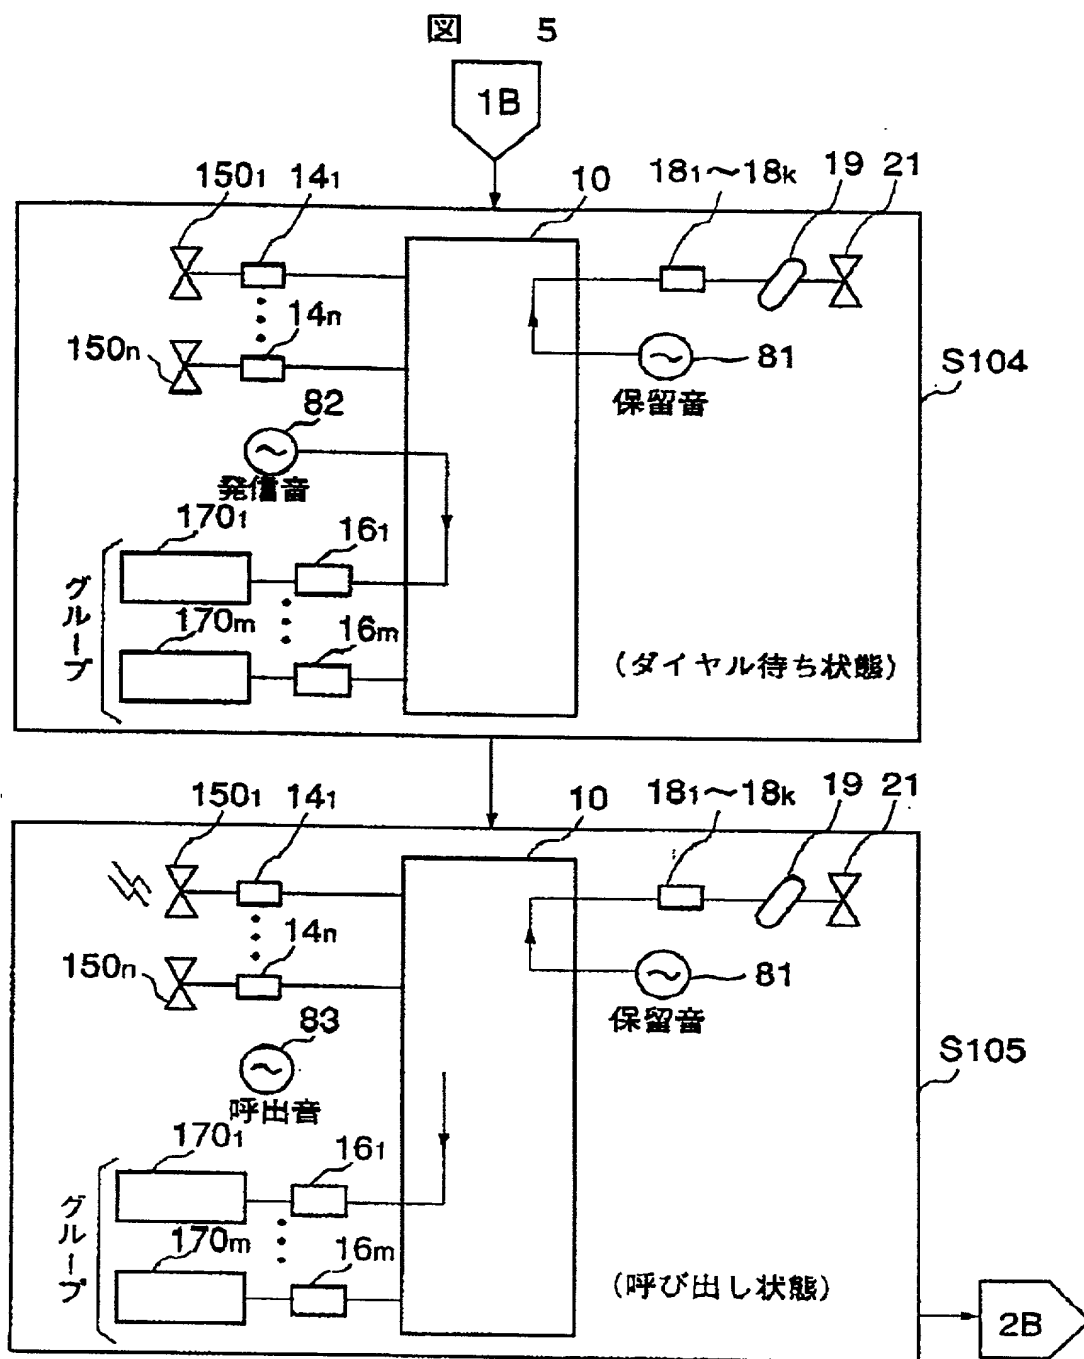 図 5
1B
150₁ 14₁ 10 18₁～18k 19 21
14n
150n
81
保留音
S104
82
発信音
170₁
16₁
グループ
170m
16m
(ダイヤル待ち状態)
150₁ 14₁ 10 18₁～18k 19 21
14n
150n
81
保留音
83
S105
呼出音
170₁
16₁
グループ
170m
16m
(呼び出し状態)
2B